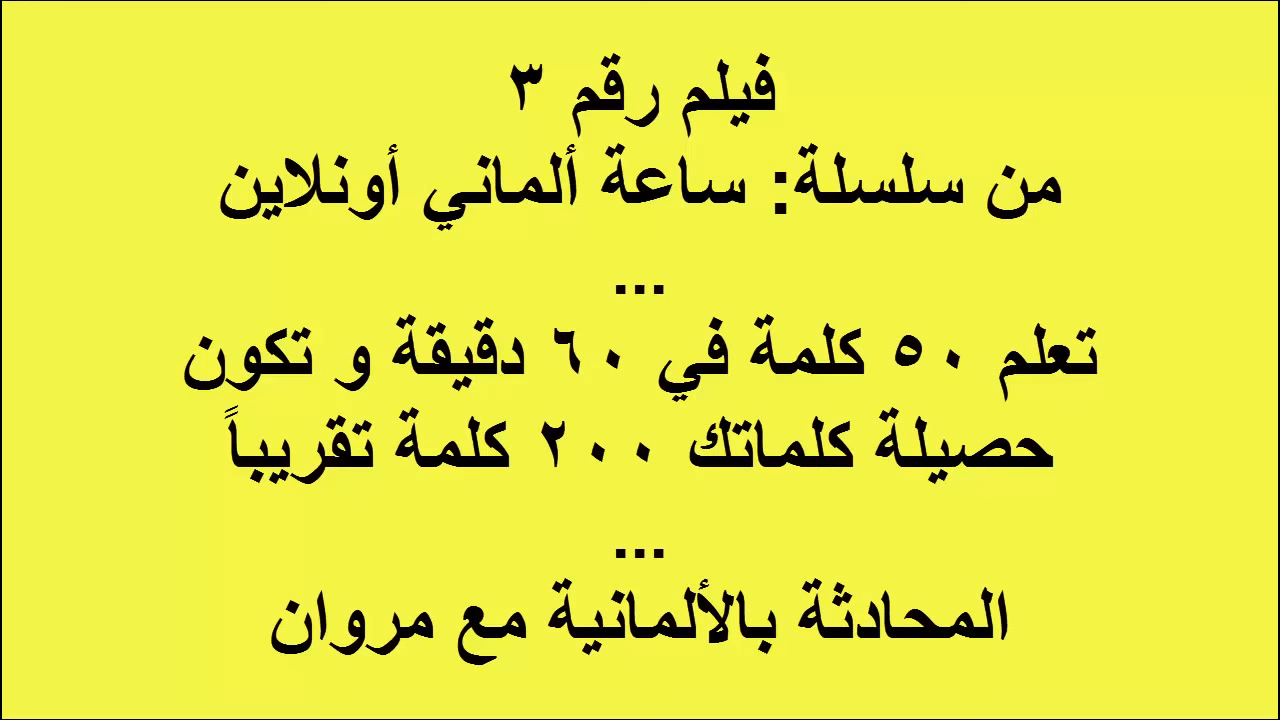 فيلم رقم ٣
من سلسلة: ساعة ألماني أونلاين
...
تعلم ٥٠ كلمة في ٦٠ دقيقة و تكون
حصيلة كلماتك ٢٠٠ كلمة تقريباً
...
المحادثة بالألمانية مع مروان